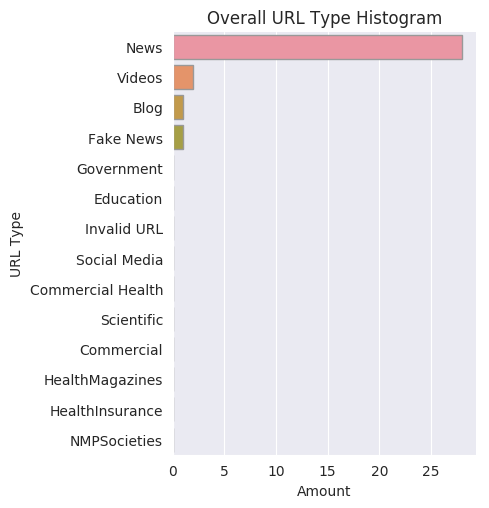 Overall URL Type Histogram
News
Videos
Blog
Fake News
Government
Education
Invalid URL
Social Media
Commercial Health
Scientific
Commercial
HealthMagazines
HealthInsurance
NMPSocieties
URL Type
0 5 10 15 20 25
Amount